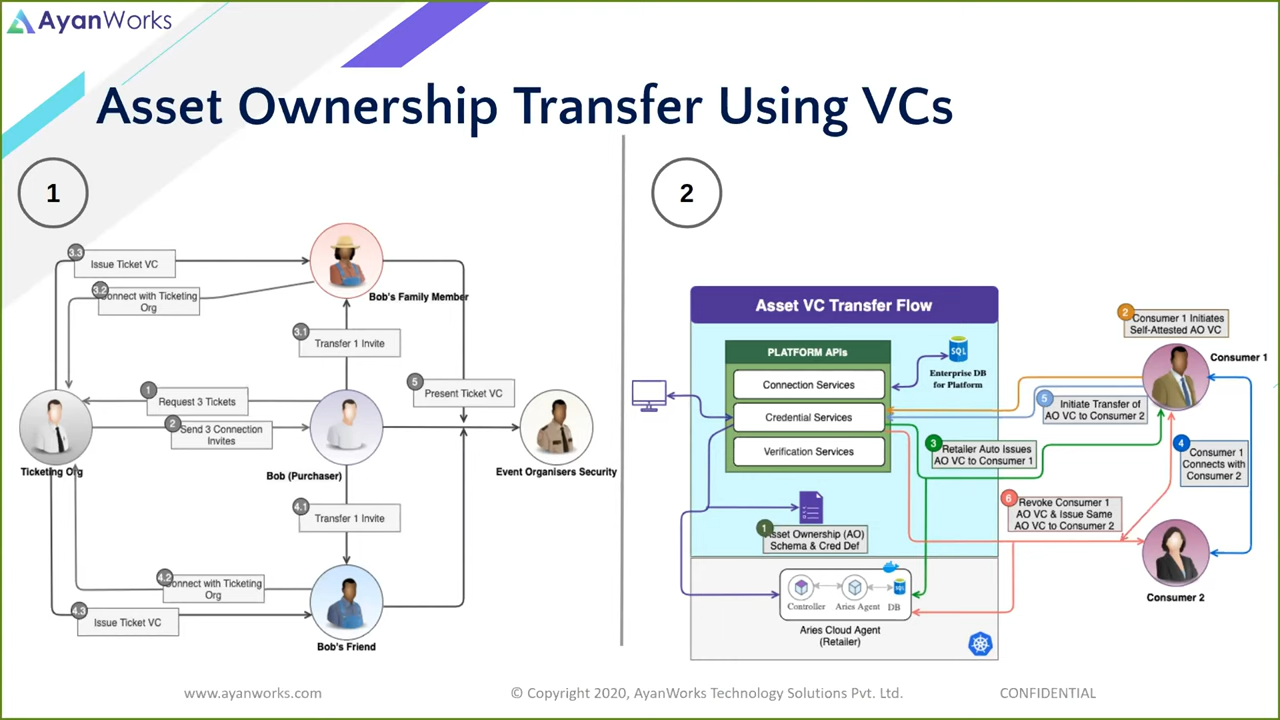 AyanWorks
Asset Ownership Transfer Using VCs
1
3.3
Issue Ticket VC
3.2
Connect with Ticketing
Org
Bob's Family Member
3.1
Transfer 1 Invite
1
Request 3 Tickets
2
Send 3 Connection
Invites
5
Present Ticket VC
Ticketing Org
Bob (Purchaser)
Event Organisers Security
4.1
Transfer 1 Invite
4.2
Connect with Ticketing
Org
4.3
Issue Ticket VC
Bob's Friend
2
Asset VC Transfer Flow
PLATFORM APIs
Connection Services
Credential Services
Verification Services
SQL
Enterprise DB
for Platform
2
Consumer 1 Initiates
Self-Attested AO VC
Consumer 1
5
Initiate Transfer of
AO VC to Consumer 2
3
Retailer Auto Issues
AO VC to Consumer 1
4
Consumer 1
Connects with
Consumer 2
6
Revoke Consumer 1
AO VC & Issue Same
AO VC to Consumer 2
1
Asset Ownership (AO)
Schema & Cred Def
Consumer 2
SQL
Controller
Aries Agent
DB
Aries Cloud Agent
(Retailer)
www.ayanworks.com
© Copyright 2020, AyanWorks Technology Solutions Pvt. Ltd.
CONFIDENTIAL